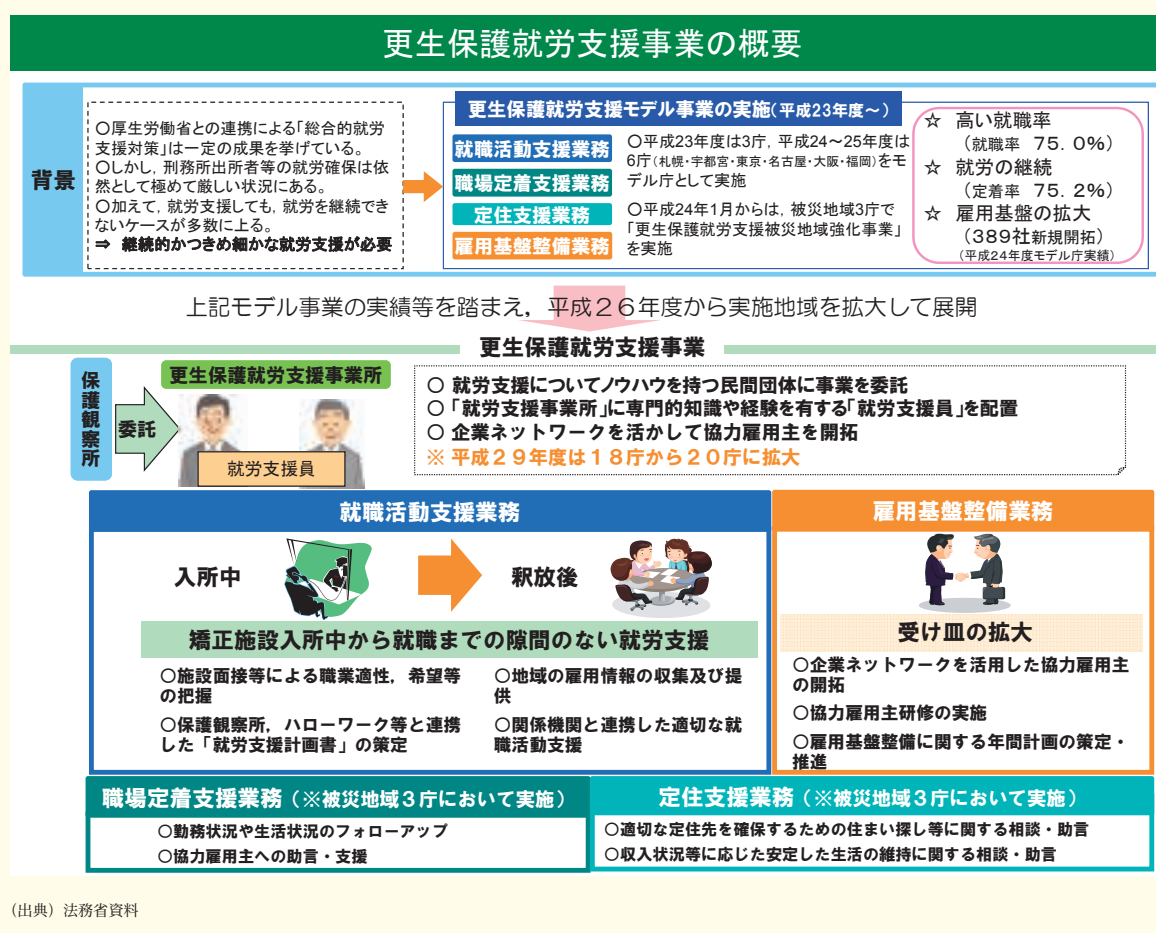 更生保護就労支援事業の概要
背景
○厚生労働省との連携による「総合的就労
支援対策」は一定の成果を挙げている。
○しかし，刑務所出所者等の就労確保は依
然として極めて厳しい状況にある。
○加えて，就労支援しても，就労を継続でき
ないケースが多数に上る。
⇒ 継続的かつきめ細かな就労支援が必要
更生保護就労支援モデル事業の実施(平成23年度～)
就職活動支援業務
職場定着支援業務
定住支援業務
雇用基盤整備業務
○平成23年度は3庁，平成24～25年度は
6庁(札幌・宇都宮・東京・名古屋・大阪・福岡)をモ
デル庁として実施
○平成24年1月からは，被災地域3庁で
「更生保護就労支援被災地域強化事業」
を実施
☆ 高い就職率
（就職率 75．0％）
☆ 就労の継続
（定着率 75．2％）
☆ 雇用基盤の拡大
（389社新規開拓）
(平成24年度モデル庁実績)
上記モデル事業の実績等を踏まえ，平成２６年度から実施地域を拡大して展開
更生保護就労支援事業
保護観察所
委託
更生保護就労支援事業所
就労支援員
○ 就労支援についてノウハウを持つ民間団体に事業を委託
○「就労支援事業所」に専門的知識や経験を有する「就労支援員」を配置
○ 企業ネットワークを活かして協力雇用主を開拓
※ 平成２９年度は１８庁から２０庁に拡大
就職活動支援業務
入所中
釈放後
矯正施設入所中から就職までの隙間のない就労支援
○施設面接等による職業適性，希望等
の把握
○保護観察所，ハローワーク等と連携
した「就労支援計画書」の策定
○地域の雇用情報の収集及び提
供
○関係機関と連携した適切な就
職活動支援
雇用基盤整備業務
受け皿の拡大
○企業ネットワークを活用した協力雇用主
の開拓
○協力雇用主研修の実施
○雇用基盤整備に関する年間計画の策定・
推進
職場定着支援業務（※被災地域３庁において実施）
○勤務状況や生活状況のフォローアップ
○協力雇用主への助言・支援
定住支援業務（※被災地域３庁において実施）
○適切な定住先を確保するための住まい探し等に関する相談・助言
○収入状況等に応じた安定した生活の維持に関する相談・助言
（出典）法務省資料